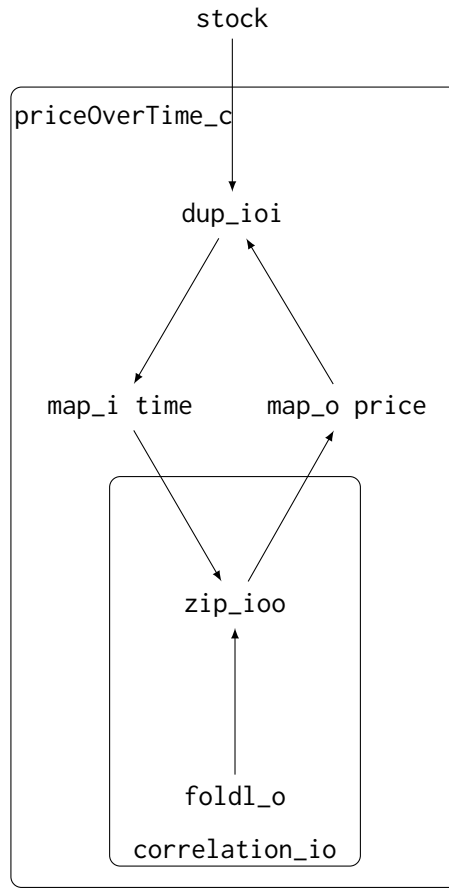 stock
priceOverTime_c
dup_ioi
map_i time map_o price
zip_ioo
foldl_o
correlation_io